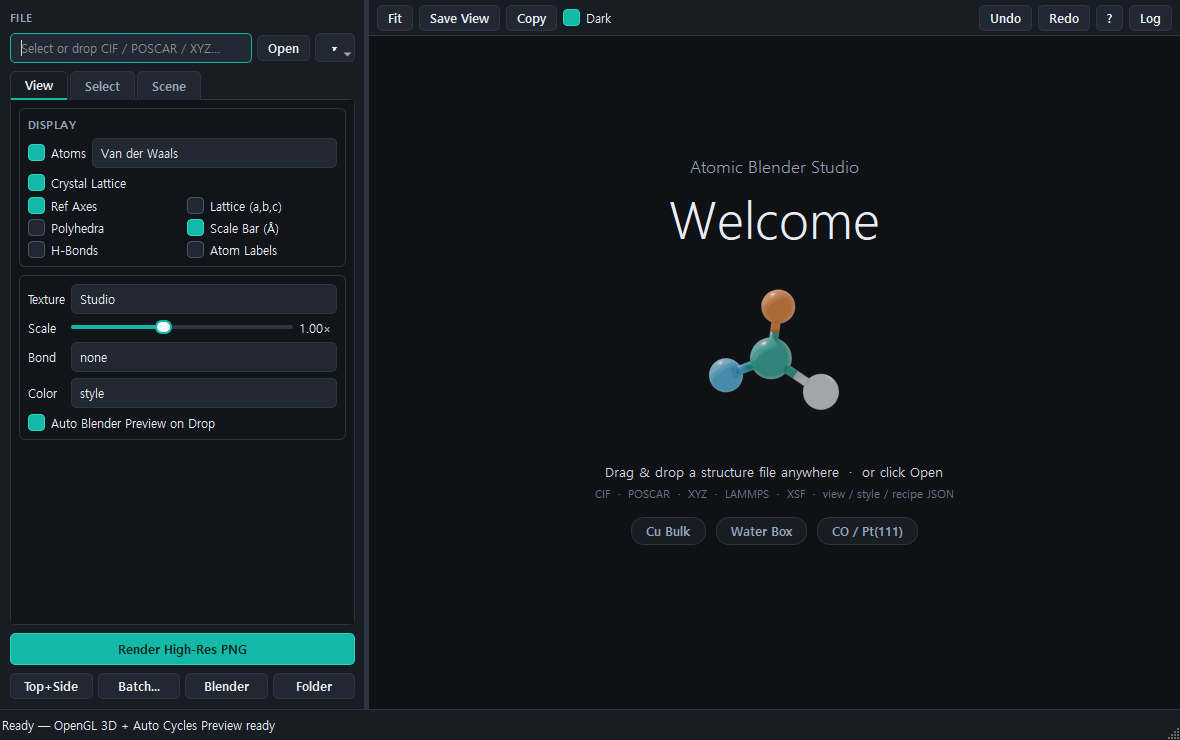 FILE
Select or drop CIF / POSCAR / XYZ...
Open
View
Select
Scene
DISPLAY
Atoms
Van der Waals
Crystal Lattice
Ref Axes
Lattice (a,b,c)
Polyhedra
Scale Bar (Å)
H-Bonds
Atom Labels
Texture
Studio
Scale
1.00×
Bond
none
Color
style
Auto Blender Preview on Drop
Render High-Res PNG
Top+Side
Batch...
Blender
Folder
Ready — OpenGL 3D + Auto Cycles Preview ready
Fit
Save View
Copy
Dark
Undo
Redo
?
Log
Atomic Blender Studio
Welcome
Drag & drop a structure file anywhere · or click Open
CIF · POSCAR · XYZ · LAMMPS · XSF · view / style / recipe JSON
Cu Bulk
Water Box
CO / Pt(111)